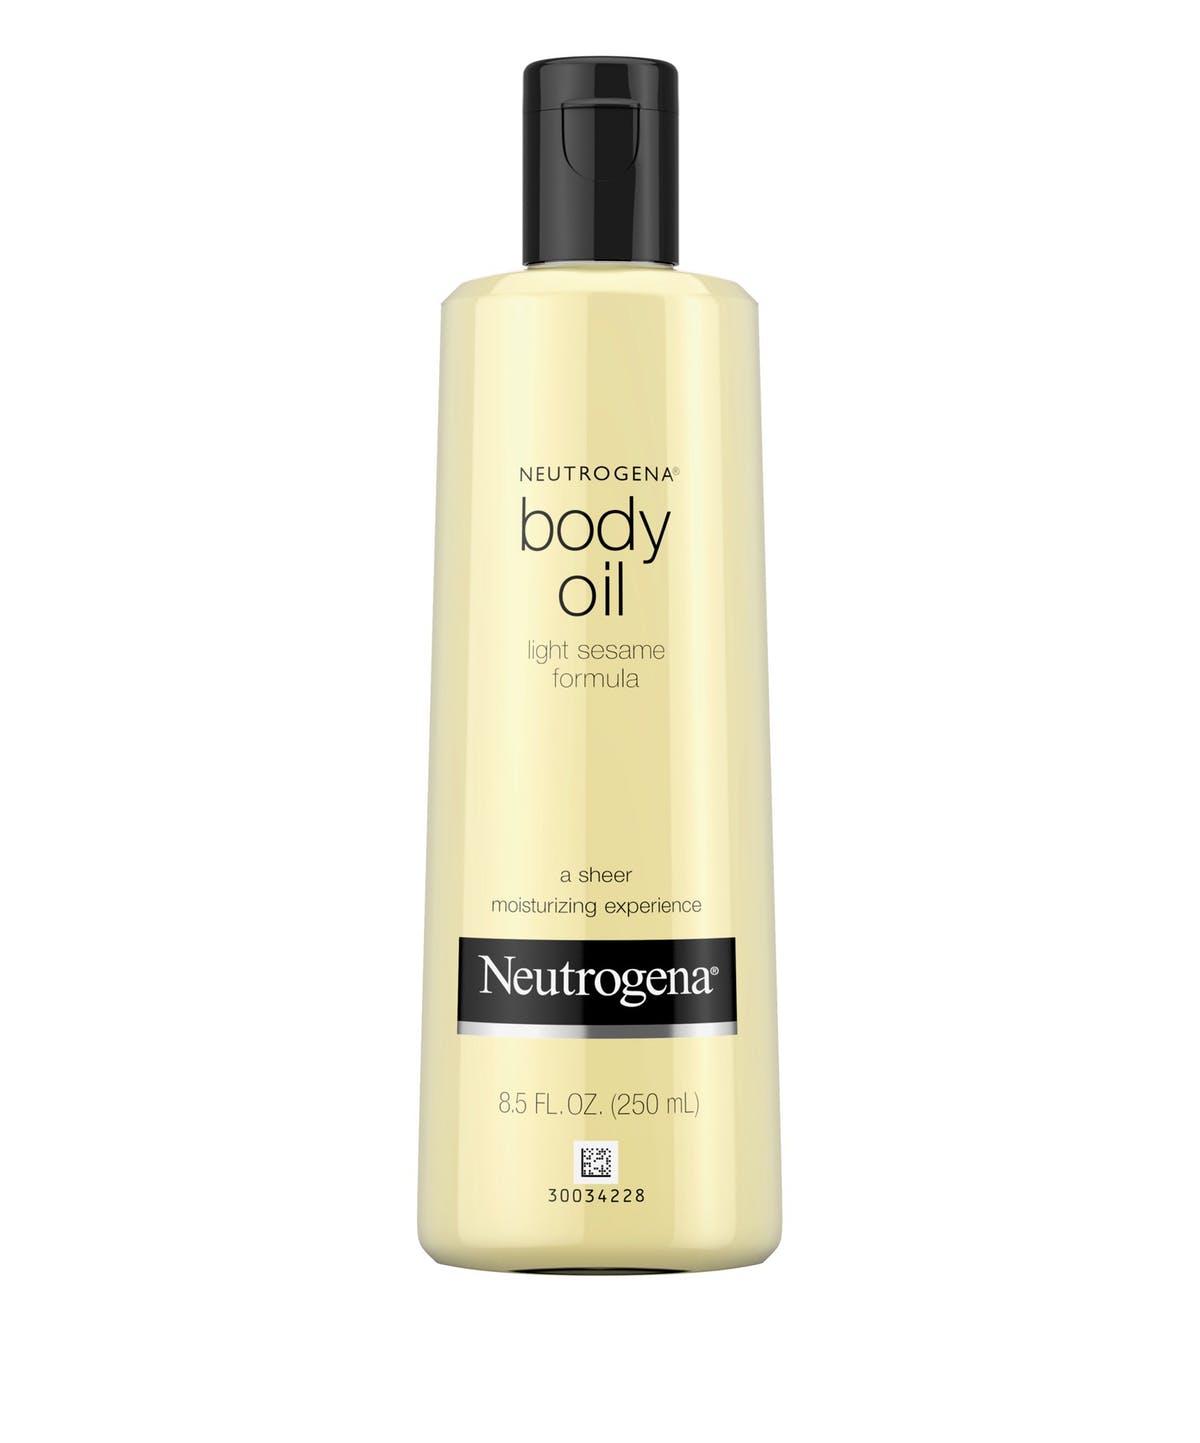 NEUTROGENA®
body
oil
light sesame
formula
a sheer
moisturizing experience
Neutrogena®
8.5 FL.OZ. (250 mL)
30034228